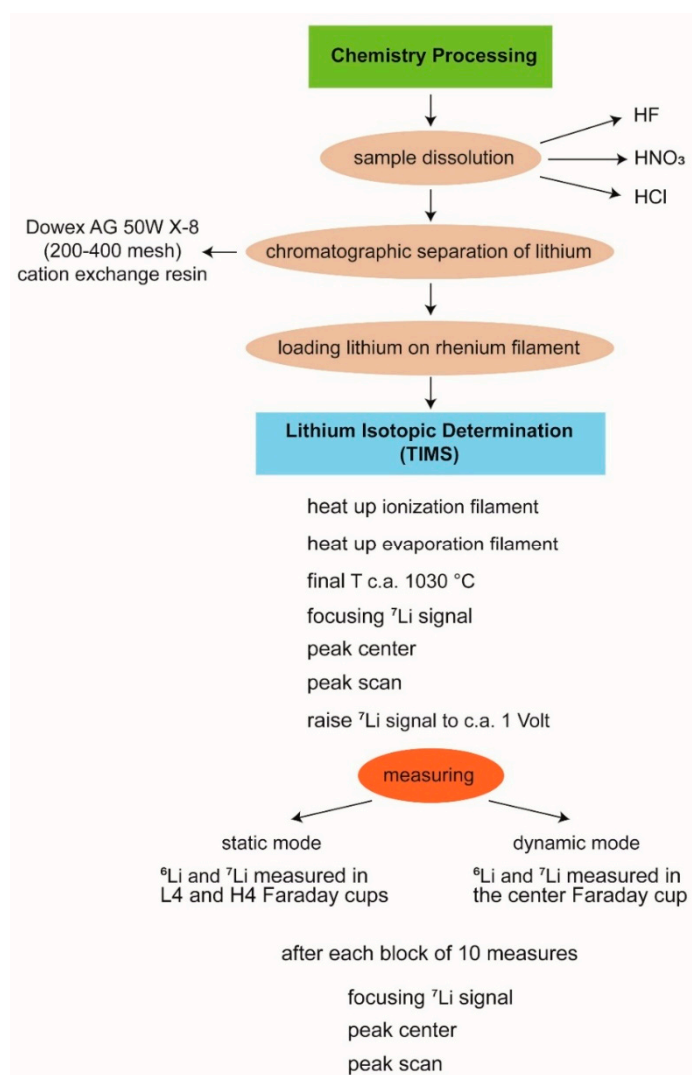 Chemistry Processing
sample dissolution
HF
HNO₃
HCl
chromatographic separation of lithium
Dowex AG 50W X-8
(200-400 mesh)
cation exchange resin
loading lithium on rhenium filament
Lithium Isotopic Determination
(TIMS)
heat up ionization filament
heat up evaporation filament
final T c.a. 1030 °C
focusing ⁷Li signal
peak center
peak scan
raise ⁷Li signal to c.a. 1 Volt
measuring
static mode
⁶Li and ⁷Li measured in
L4 and H4 Faraday cups
dynamic mode
⁶Li and ⁷Li measured in
the center Faraday cup
after each block of 10 measures
focusing ⁷Li signal
peak center
peak scan